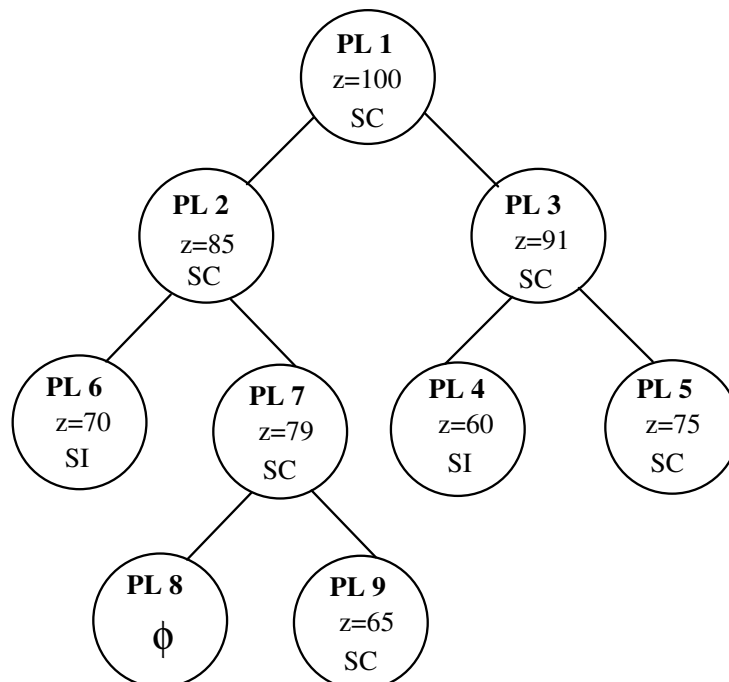 PL 1
z=100
SC
PL 2
z=85
SC
PL 3
z=91
SC
PL 6
z=70
SI
PL 7
z=79
SC
PL 4
z=60
SI
PL 5
z=75
SC
PL 8
ϕ
PL 9
z=65
SC